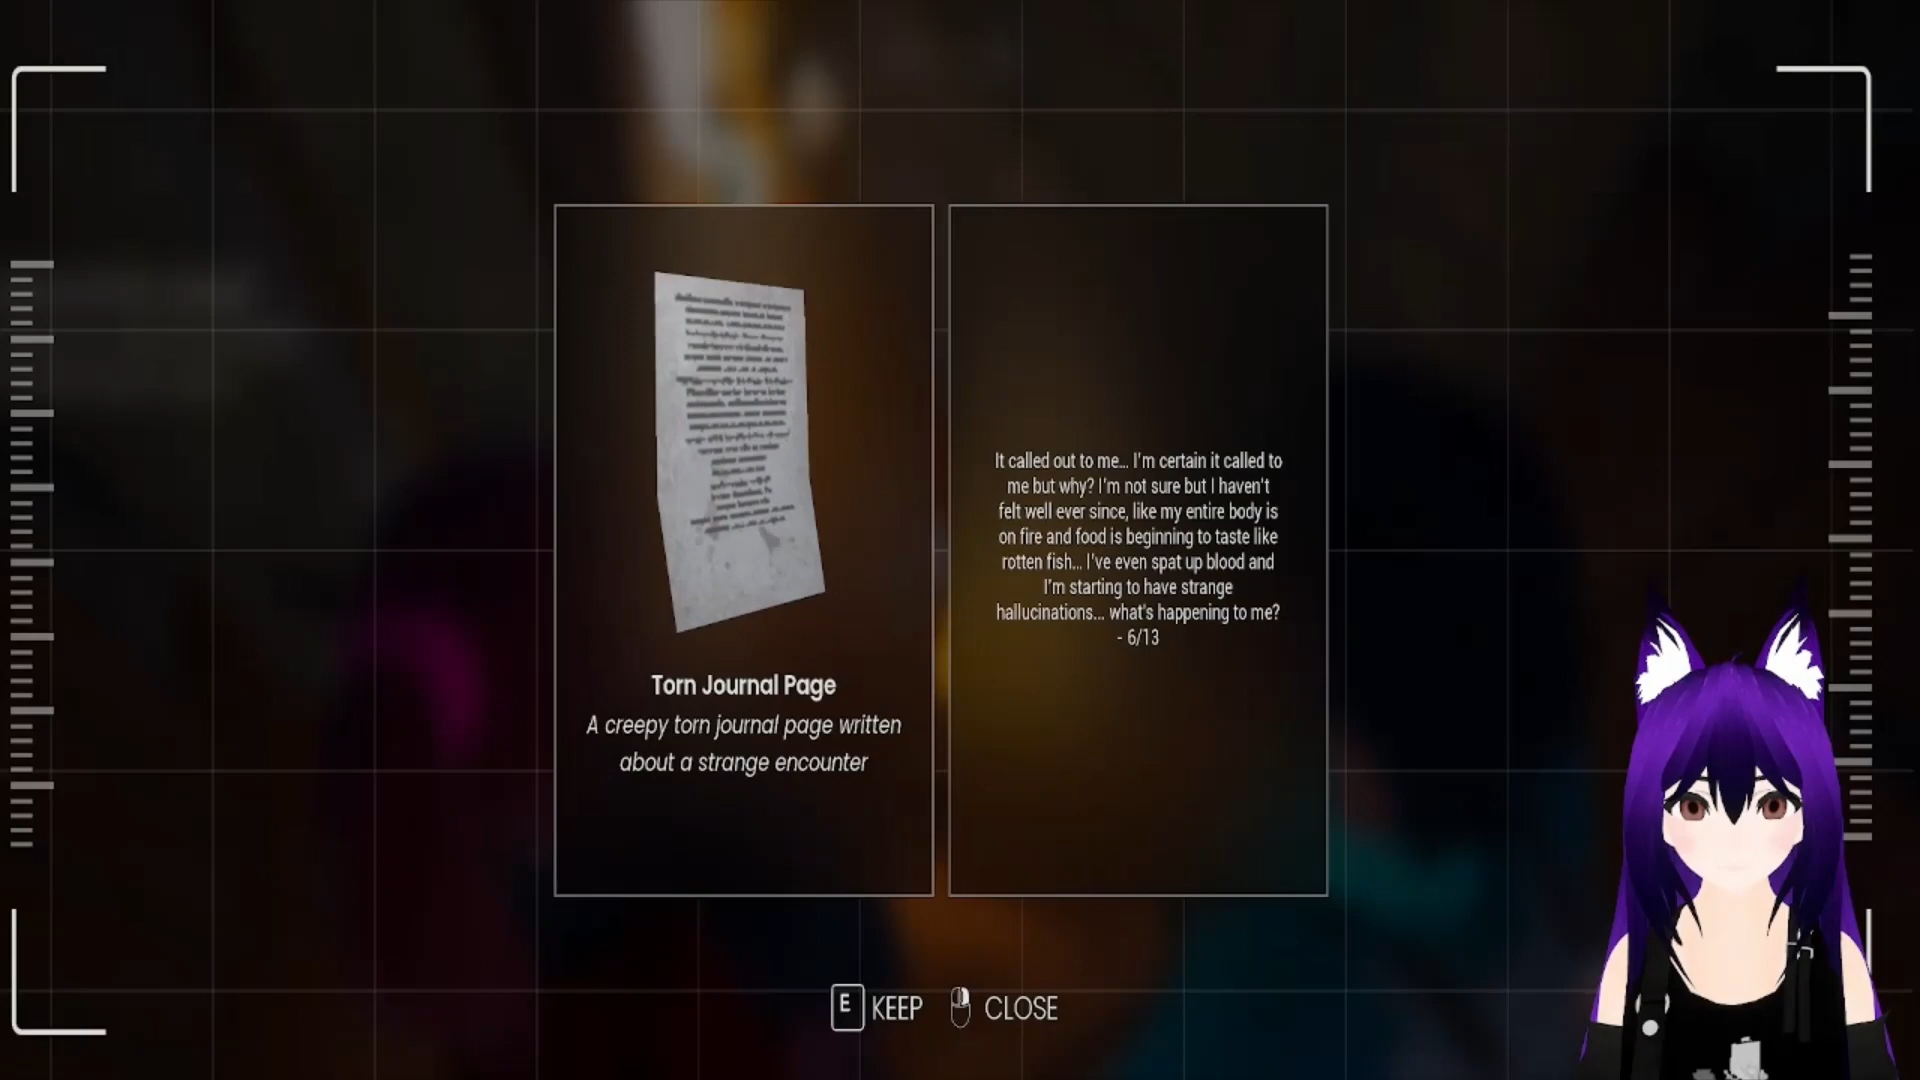 It called out to me... I'm certain it called to
me but why? I'm not sure but I haven't
felt well ever since, like my entire body is
on fire and food is beginning to taste like
rotten fish... I've even spat up blood and
I'm starting to have strange
hallucinations... what's happening to me?
- 6/13
Torn Journal Page
A creepy torn journal page written
about a strange encounter
E KEEP CLOSE